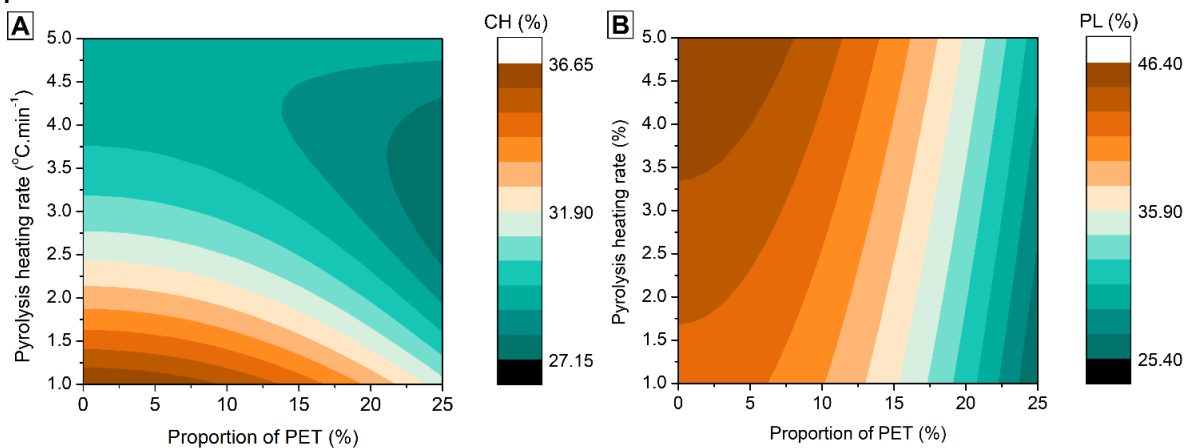 A
CH (%)
36.65
31.90
27.15
5.0
4.5
4.0
3.5
3.0
2.5
2.0
1.5
1.0
Pyrolysis heating rate (°C.min⁻¹)
0 5 10 15 20 25
Proportion of PET (%)
B
PL (%)
46.40
35.90
25.40
5.0
4.5
4.0
3.5
3.0
2.5
2.0
1.5
1.0
Pyrolysis heating rate (%)
0 5 10 15 20 25
Proportion of PET (%)